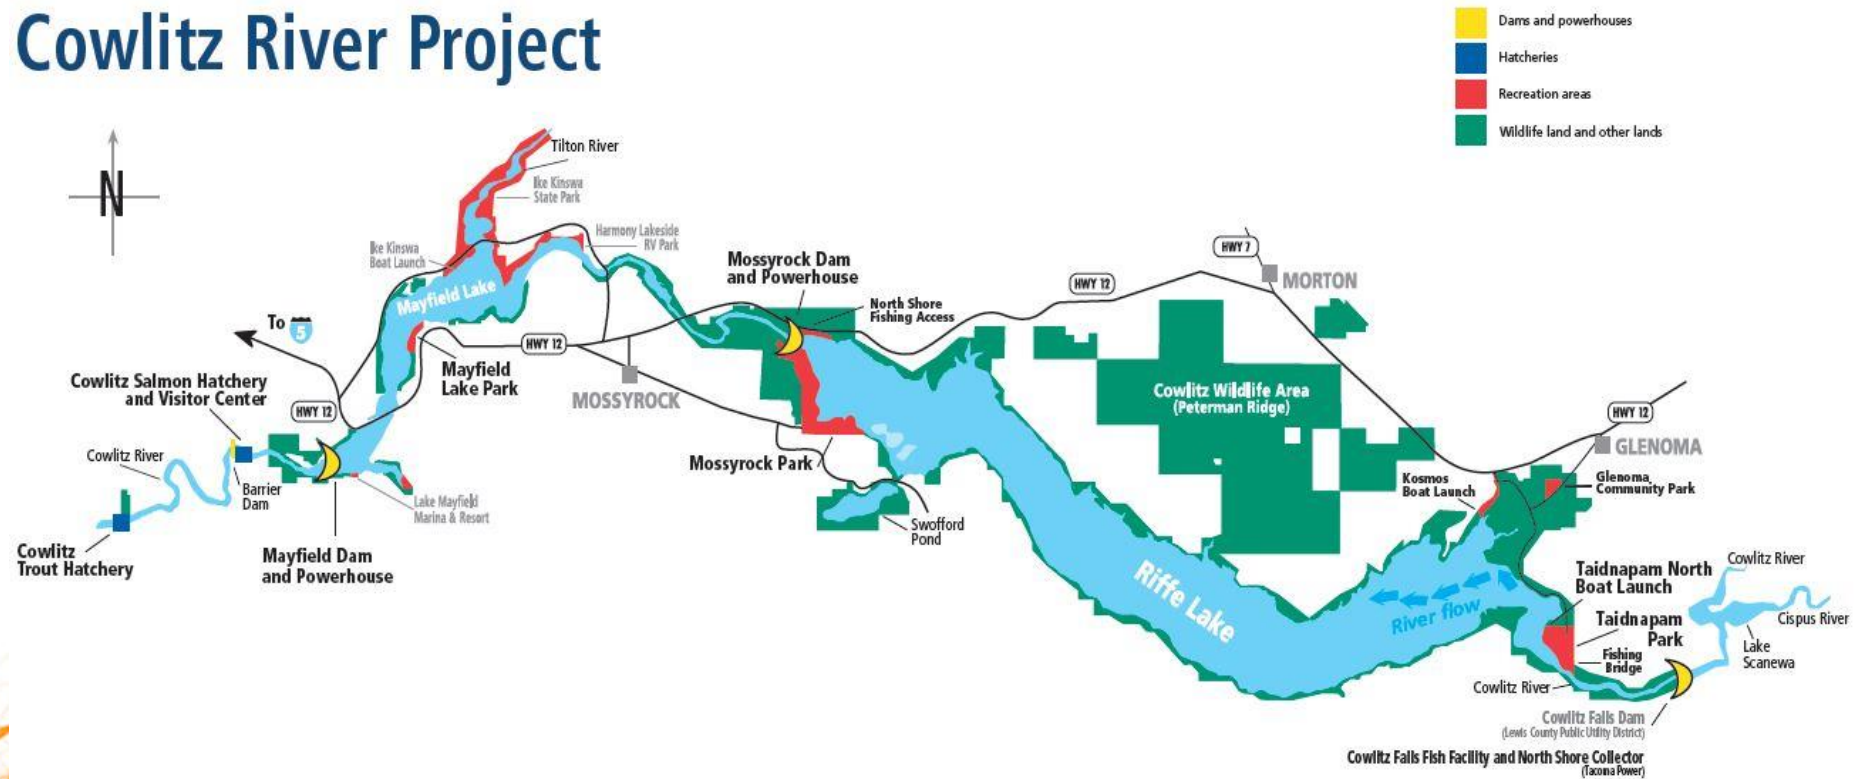 Cowlitz River Project
Dams and powerhouses
Hatcheries
Recreation areas
Wildlife land and other lands
N
Tilton River
Ike Kinswa
State Park
Harmony Lakeside
RV Park
Ike Kinswa
Boat Launch
Mayfield Lake
Mossyrock Dam
and Powerhouse
North Shore
Fishing Access
HWY 7
MORTON
HWY 12
To 5
HWY 12
Mayfield
Lake Park
MOSSYROCK
Cowlitz Salmon Hatchery
and Visitor Center
HWY 12
Cowlitz Wildlife Area
(Peterman Ridge)
HWY 12
GLENOMA
Cowlitz River
Barrier
Dam
Mossyrock Park
Kosmos
Boat Launch
Glenoma
Community Park
Lake Mayfield
Marina & Resort
Swofford
Pond
Cowlitz
Trout Hatchery
Mayfield Dam
and Powerhouse
Riffe Lake
River flow
Taidnapam North
Boat Launch
Taidnapam
Park
Fishing
Bridge
Cowlitz River
Cowlitz River
Cispus River
Lake
Scanewa
Cowlitz Falls Dam
(Lewis County Public Utility District)
Cowlitz Falls Fish Facility and North Shore Collector
(Tacoma Power)